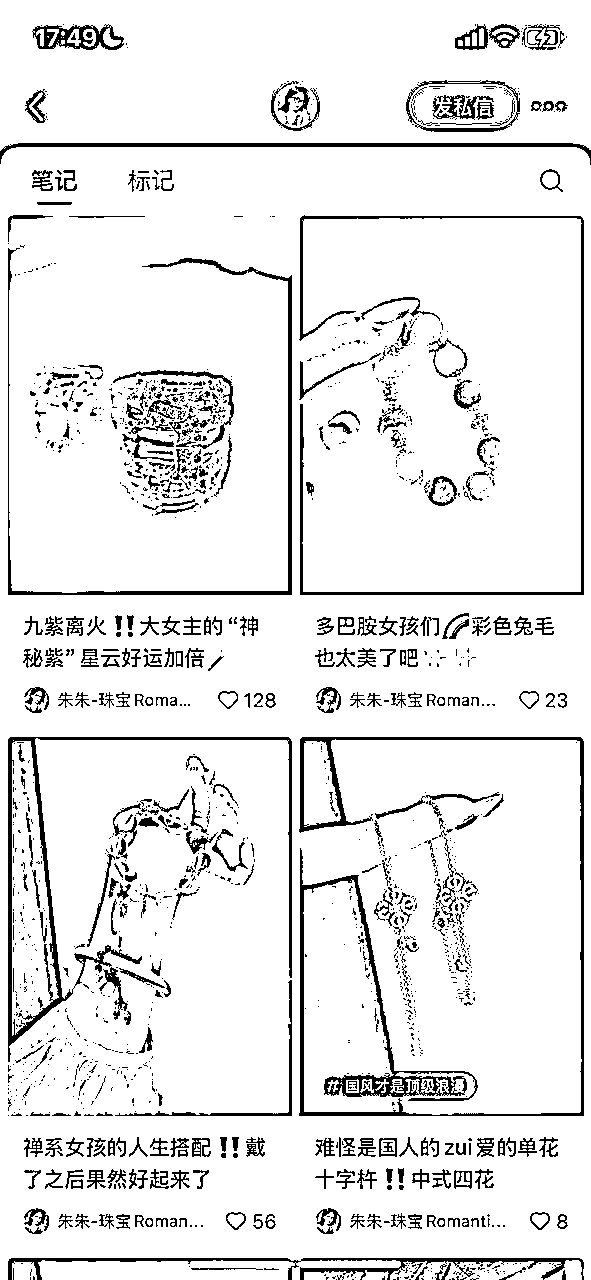 17:49
发私信
笔记 标记
九紫离火‼️大女主的“神
秘紫”星云好运加倍
朱朱-珠宝Roma... 128
多巴胺女孩们🌈彩色兔毛
也太美了吧
朱朱-珠宝Roman... 23
#国风才是顶级浪漫
禅系女孩的人生搭配‼️戴
了之后果然好起来了
朱朱-珠宝Roman... 56
难怪是国人的zui爱的单花
十字杵‼️中式四花
朱朱-珠宝Romanti... 8